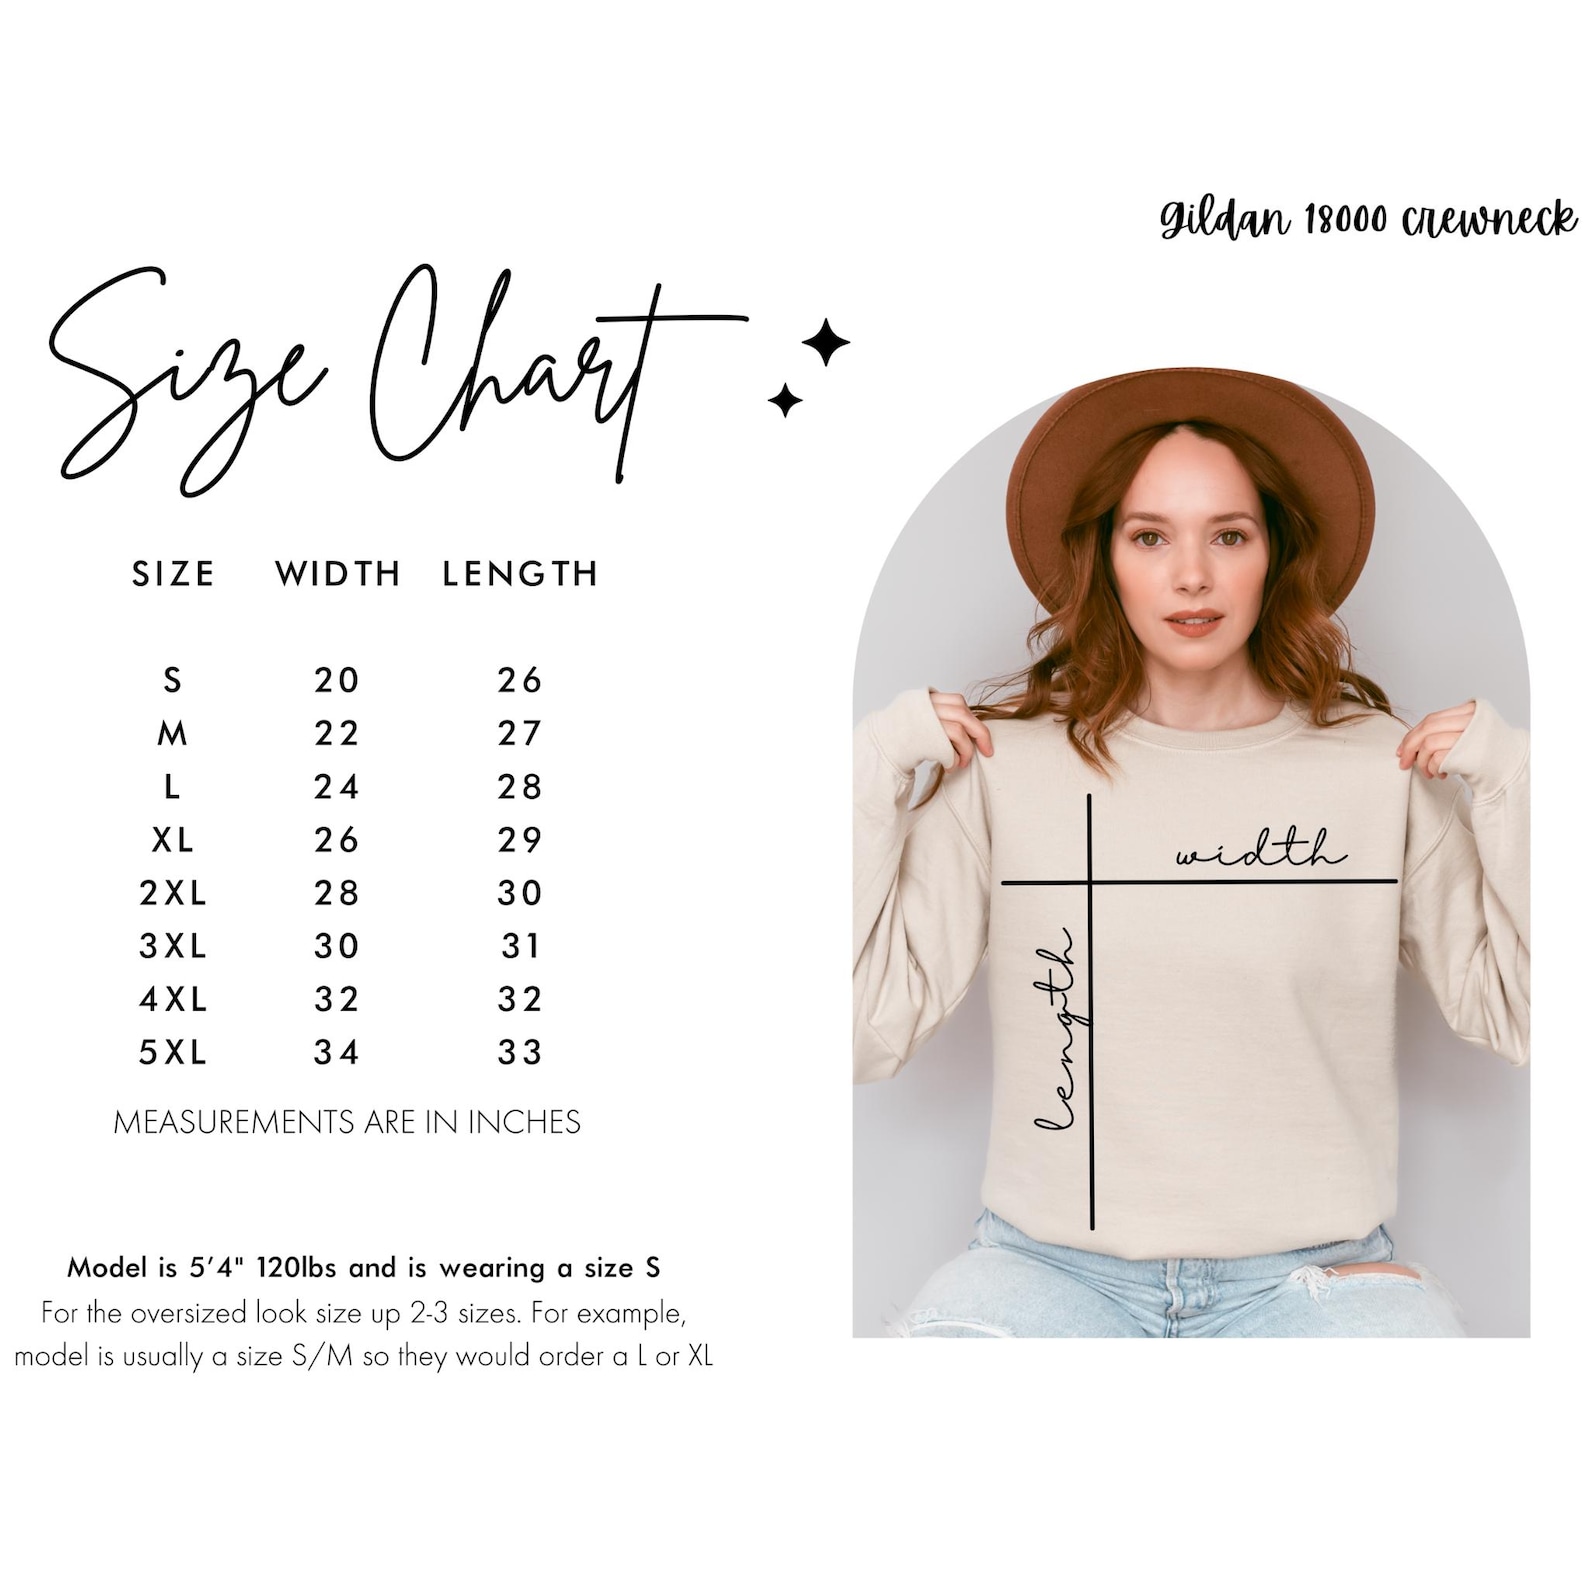 gildan 18000 crewneck
Size Chart
SIZE WIDTH LENGTH
S 20 26
M 22 27
L 24 28
XL 26 29
2XL 28 30
3XL 30 31
4XL 32 32
5XL 34 33
MEASUREMENTS ARE IN INCHES
Model is 5’4" 120lbs and is wearing a size S
For the oversized look size up 2-3 sizes. For example,
model is usually a size S/M so they would order a L or XL
width
length